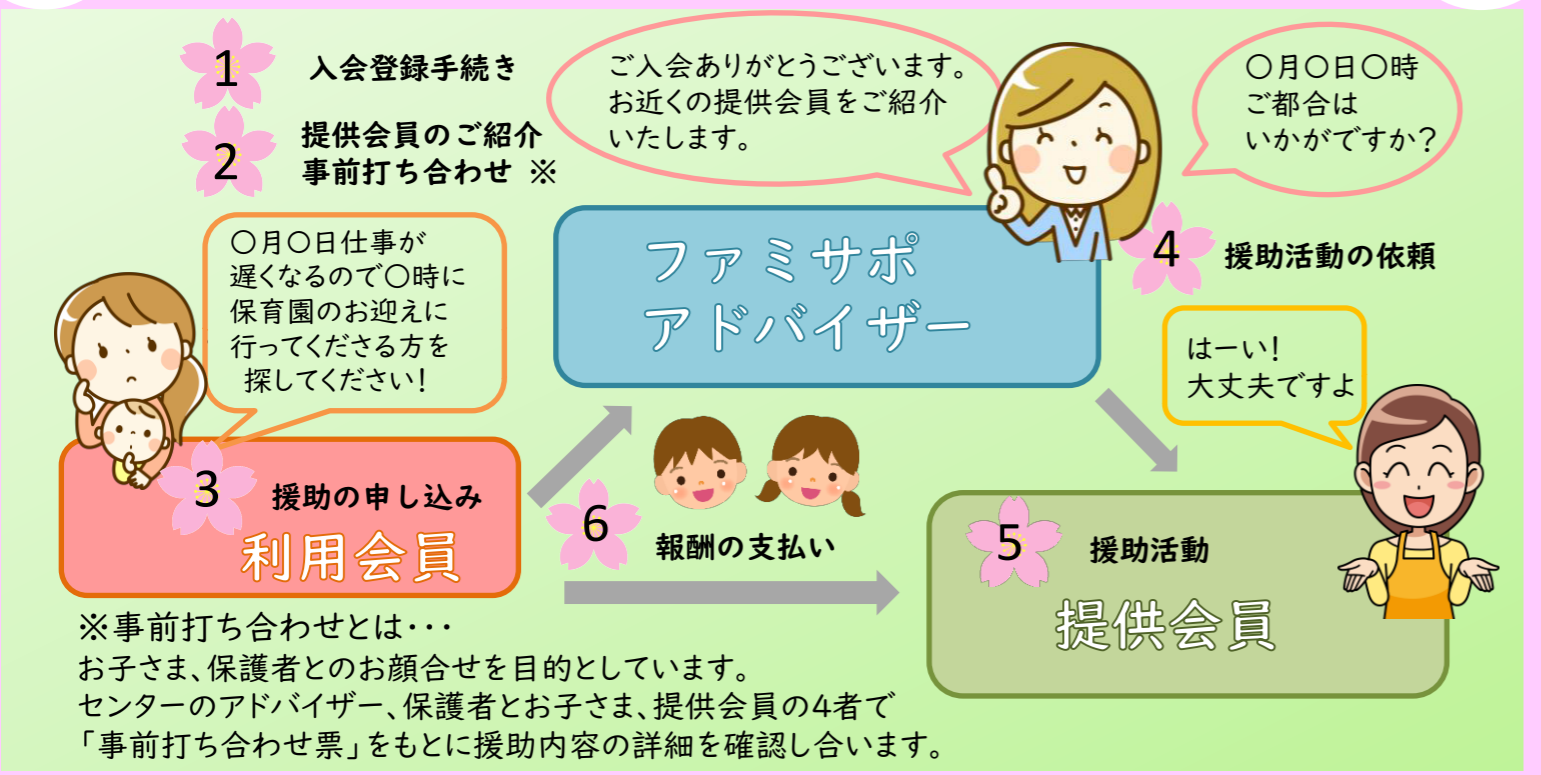 1
入会登録手続き
2
提供会員のご紹介
事前打ち合わせ ※
ご入会ありがとうございます。
お近くの提供会員をご紹介
いたします。
〇月〇日〇時
ご都合は
いかがですか?
ファミサポ
アドバイザー
4
援助活動の依頼
〇月〇日仕事が
遅くなるので〇時に
保育園のお迎えに
行ってくださる方を
探してください!
はーい!
大丈夫ですよ
3
援助の申し込み
利用会員
6
報酬の支払い
5
援助活動
提供会員
※事前打ち合わせとは・・・
お子さま、保護者とのお顔合せを目的としています。
センターのアドバイザー、保護者とお子さま、提供会員の4者で
「事前打ち合わせ票」をもとに援助内容の詳細を確認し合います。